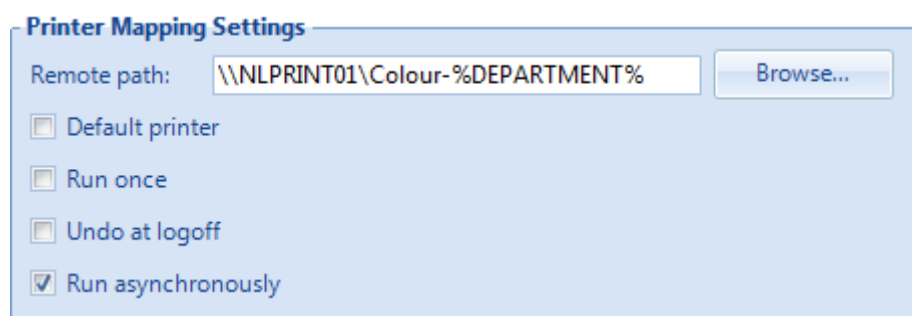 Printer Mapping Settings
Remote path: \\NLPRINT01\Colour-%DEPARTMENT% Browse...
Default printer
Run once
Undo at logoff
Run asynchronously